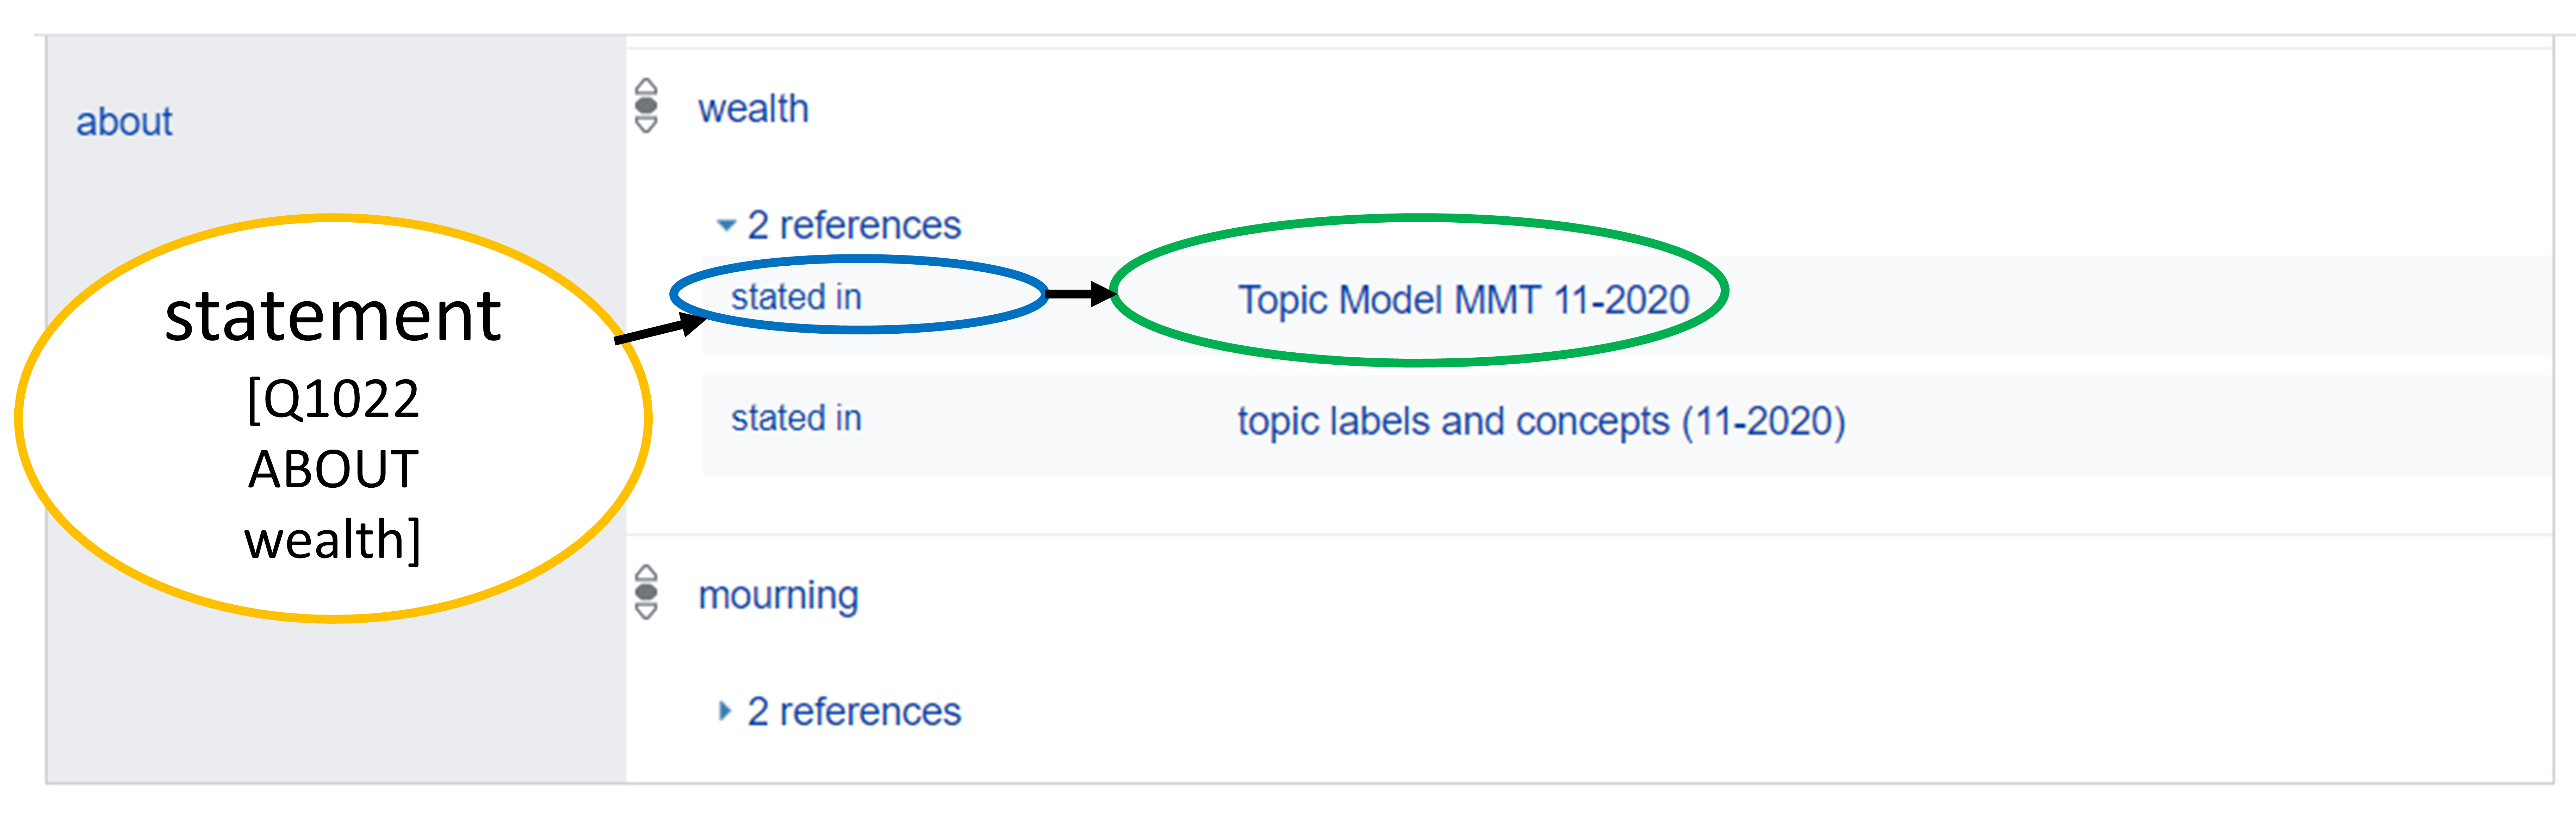 about
wealth
2 references
stated in
Topic Model MMT 11-2020
statement
[Q1022
ABOUT
wealth]
stated in
topic labels and concepts (11-2020)
mourning
2 references